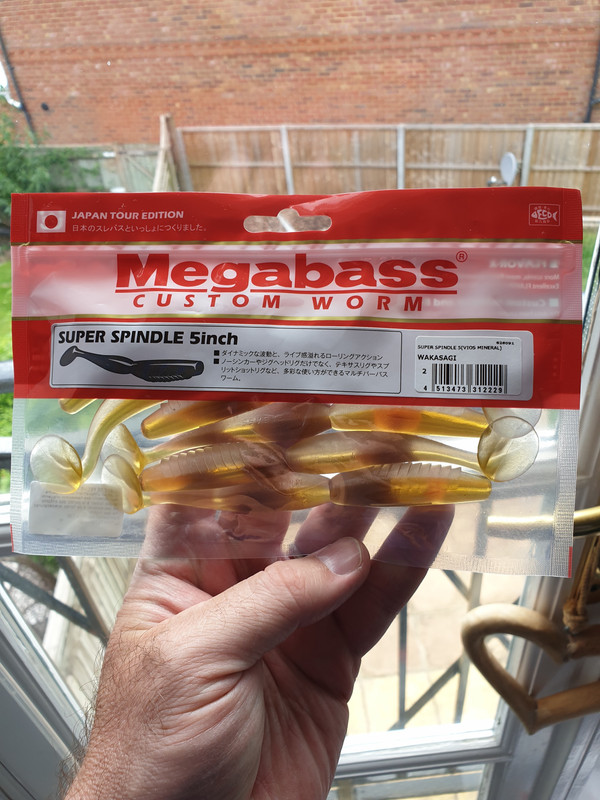 JAPAN TOUR EDITION
日本のスレバスといっしょにつくりました。
Megabass®
CUSTOM WORM
SUPER SPINDLE 5inch
■ダイナミックな波動と、ライブ感溢れるローリングアクション
■ノーシンカーやジグヘッドリグだけでなく、テキサスリグやスプ
リットショットリグなど、多彩な使い方ができるマルチパーパス
ワーム。
SUPER SPINDLE 5(VIOS MINERAL)
WAKASAGI
2
4 513473 312229